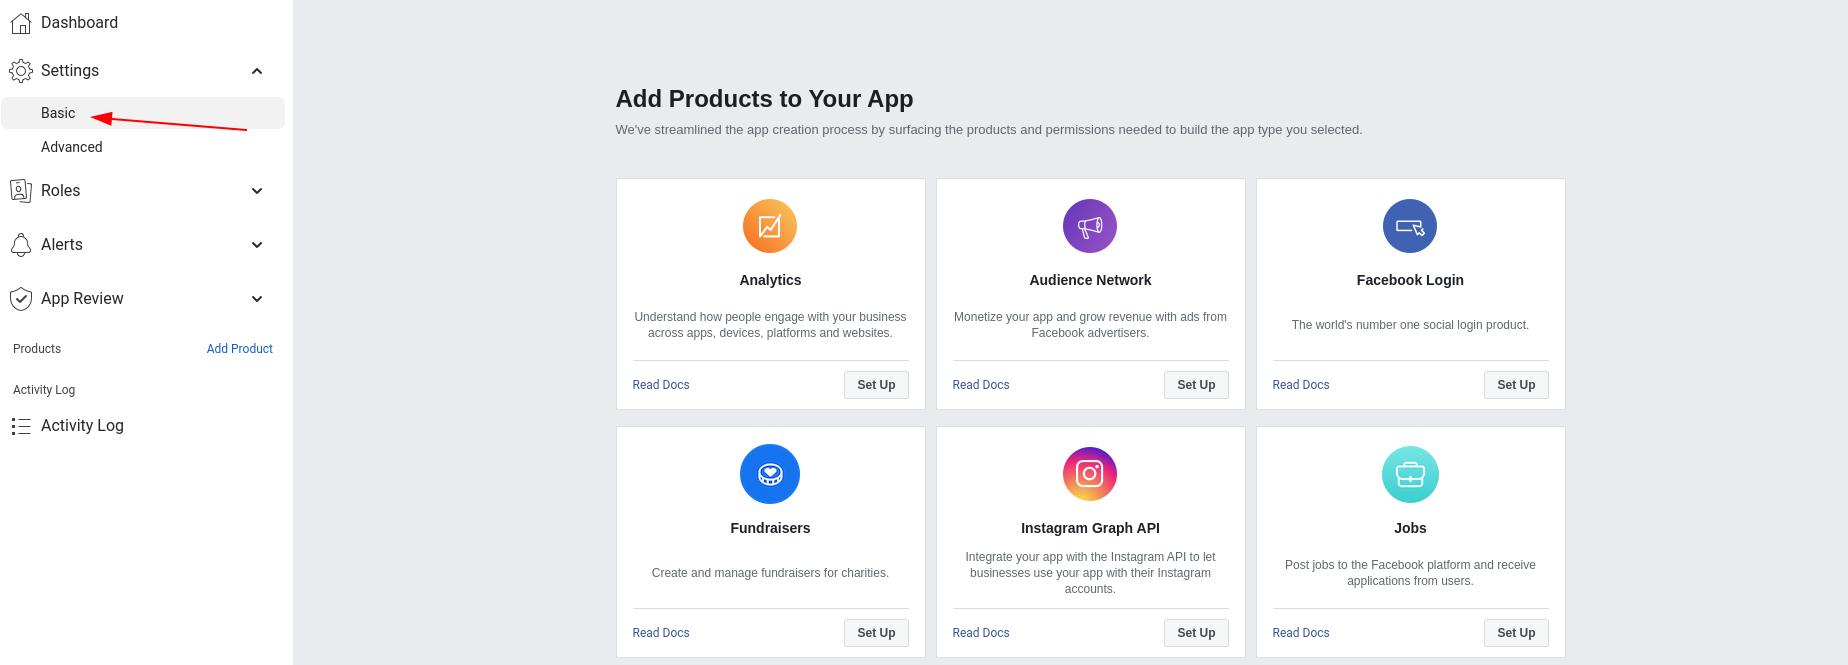 Dashboard
Settings
Basic
Advanced
Roles
Alerts
App Review
Products
Add Product
Activity Log
Activity Log
Add Products to Your App
We've streamlined the app creation process by surfacing the products and permissions needed to build the app type you selected.
Analytics
Understand how people engage with your business
across apps, devices, platforms and websites.
Read Docs
Set Up
Audience Network
Monetize your app and grow revenue with ads from
Facebook advertisers.
Read Docs
Set Up
Facebook Login
The world's number one social login product.
Read Docs
Set Up
Fundraisers
Create and manage fundraisers for charities.
Read Docs
Set Up
Instagram Graph API
Integrate your app with the Instagram API to let
businesses use your app with their Instagram
accounts.
Read Docs
Set Up
Jobs
Post jobs to the Facebook platform and receive
applications from users.
Read Docs
Set Up